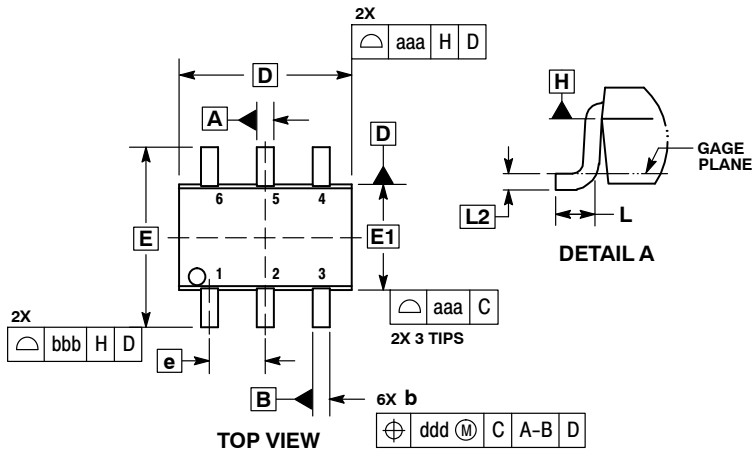 2X
⌓ aaa H D
D
A
D
6 5 4
E
E1
1 2 3
⌓ aaa C
2X 3 TIPS
2X
⌓ bbb H D
e
B
6X b
⌖ ddd Ⓜ C A-B D
TOP VIEW
H
GAGE
PLANE
L2
L
DETAIL A